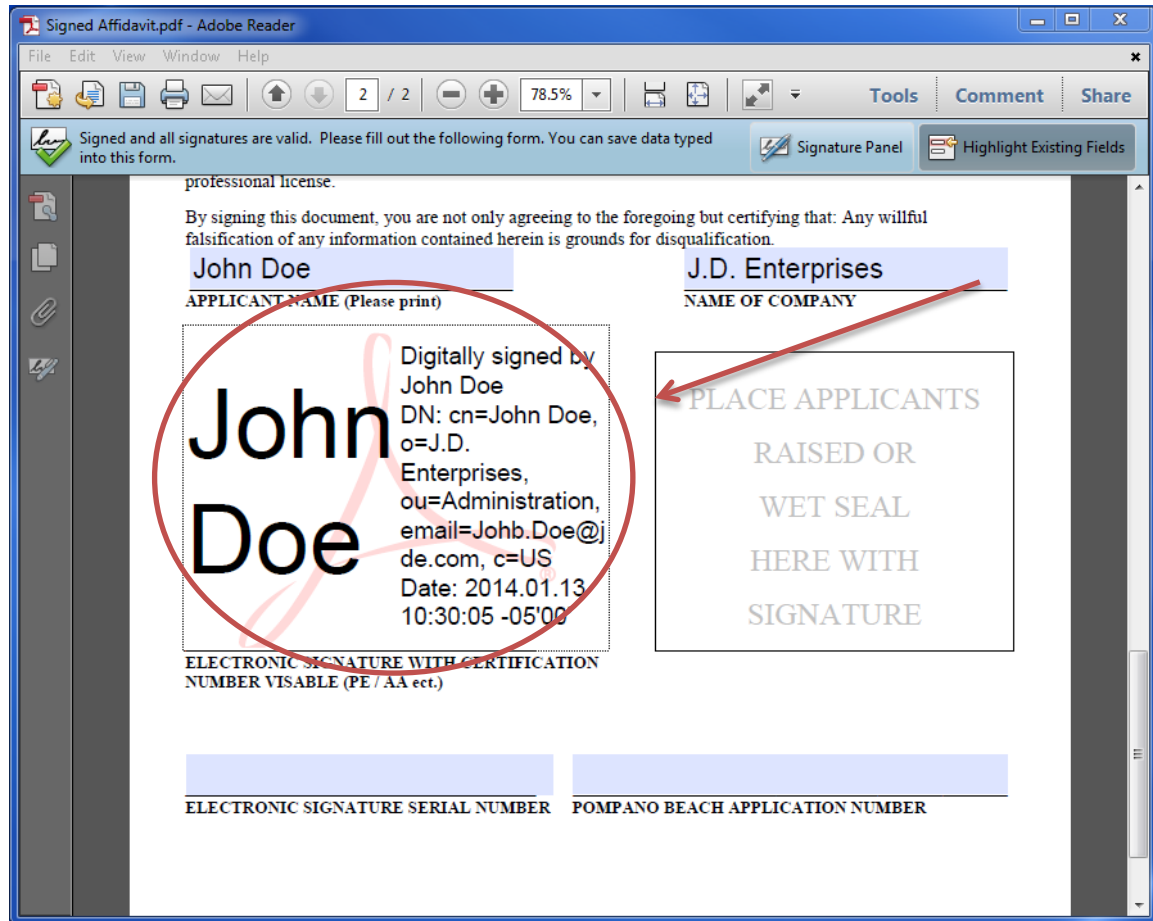 Signed Affidavit.pdf - Adobe Reader
File Edit View Window Help
2 / 2 78.5% Tools Comment Share
Signed and all signatures are valid. Please fill out the following form. You can save data typed
into this form.
Signature Panel
Highlight Existing Fields
professional license.
By signing this document, you are not only agreeing to the foregoing but certifying that: Any willful
falsification of any information contained herein is grounds for disqualification.
John Doe
APPLICANT NAME (Please print)
J.D. Enterprises
NAME OF COMPANY
John
Doe
Digitally signed by
John Doe
DN: cn=John Doe,
o=J.D.
Enterprises,
ou=Administration,
email=Johb.Doe@j
de.com, c=US
Date: 2014.01.13
10:30:05 -05'00'
PLACE APPLICANTS
RAISED OR
WET SEAL
HERE WITH
SIGNATURE
ELECTRONIC SIGNATURE WITH CERTIFICATION
NUMBER VISABLE (PE / AA ect.)
ELECTRONIC SIGNATURE SERIAL NUMBER
POMPANO BEACH APPLICATION NUMBER